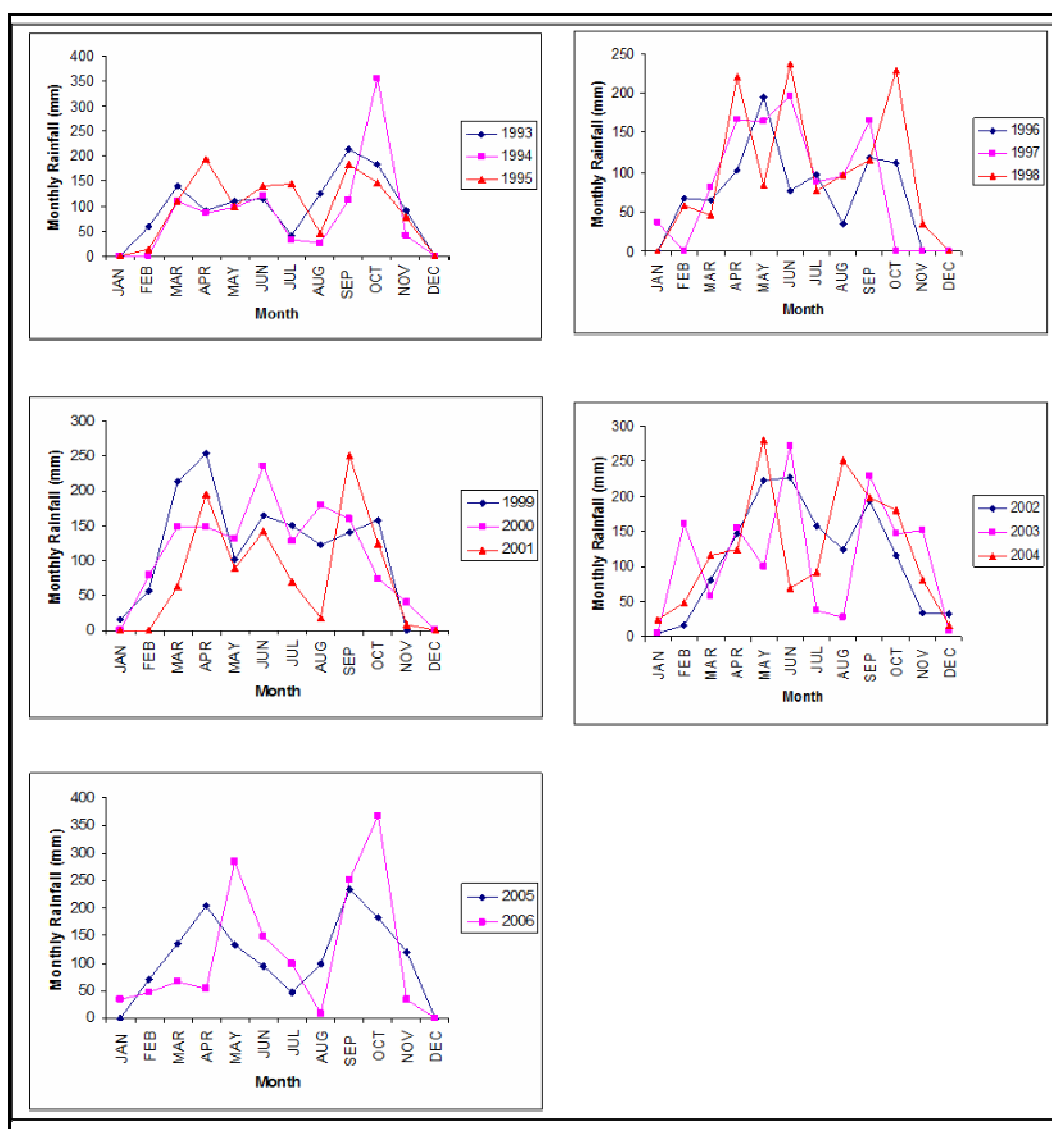 Monthly Rainfall (mm)
400
350
300
250
200
150
100
50
0
JAN
FEB
MAR
APR
MAY
JUN
JUL
AUG
SEP
OCT
NOV
DEC
Month
1993
1994
1995
Monthly Rainfall (mm)
250
200
150
100
50
0
JAN
FEB
MAR
APR
MAY
JUN
JUL
AUG
SEP
OCT
NOV
DEC
Month
1996
1997
1998
Monthly Rainfall (mm)
300
250
200
150
100
50
0
JAN
FEB
MAR
APR
MAY
JUN
JUL
AUG
SEP
OCT
NOV
DEC
Month
1999
2000
2001
Monthly Rainfall (mm)
300
250
200
150
100
50
0
JAN
FEB
MAR
APR
MAY
JUN
JUL
AUG
SEP
OCT
NOV
DEC
Month
2002
2003
2004
Monthly Rainfall (mm)
400
350
300
250
200
150
100
50
0
JAN
FEB
MAR
APR
MAY
JUN
JUL
AUG
SEP
OCT
NOV
DEC
Month
2005
2006